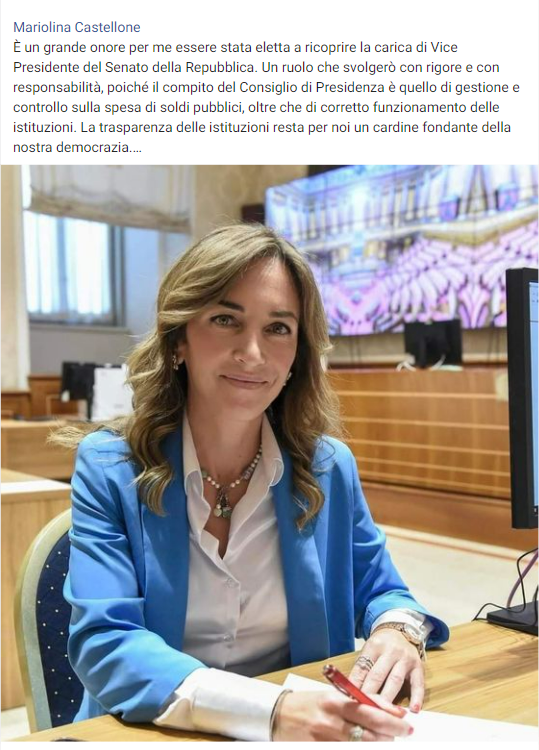 Mariolina Castellone
È un grande onore per me essere stata eletta a ricoprire la carica di Vice
Presidente del Senato della Repubblica. Un ruolo che svolgerò con rigore e con
responsabilità, poiché il compito del Consiglio di Presidenza è quello di gestione e
controllo sulla spesa di soldi pubblici, oltre che di corretto funzionamento delle
istituzioni. La trasparenza delle istituzioni resta per noi un cardine fondante della
nostra democrazia....